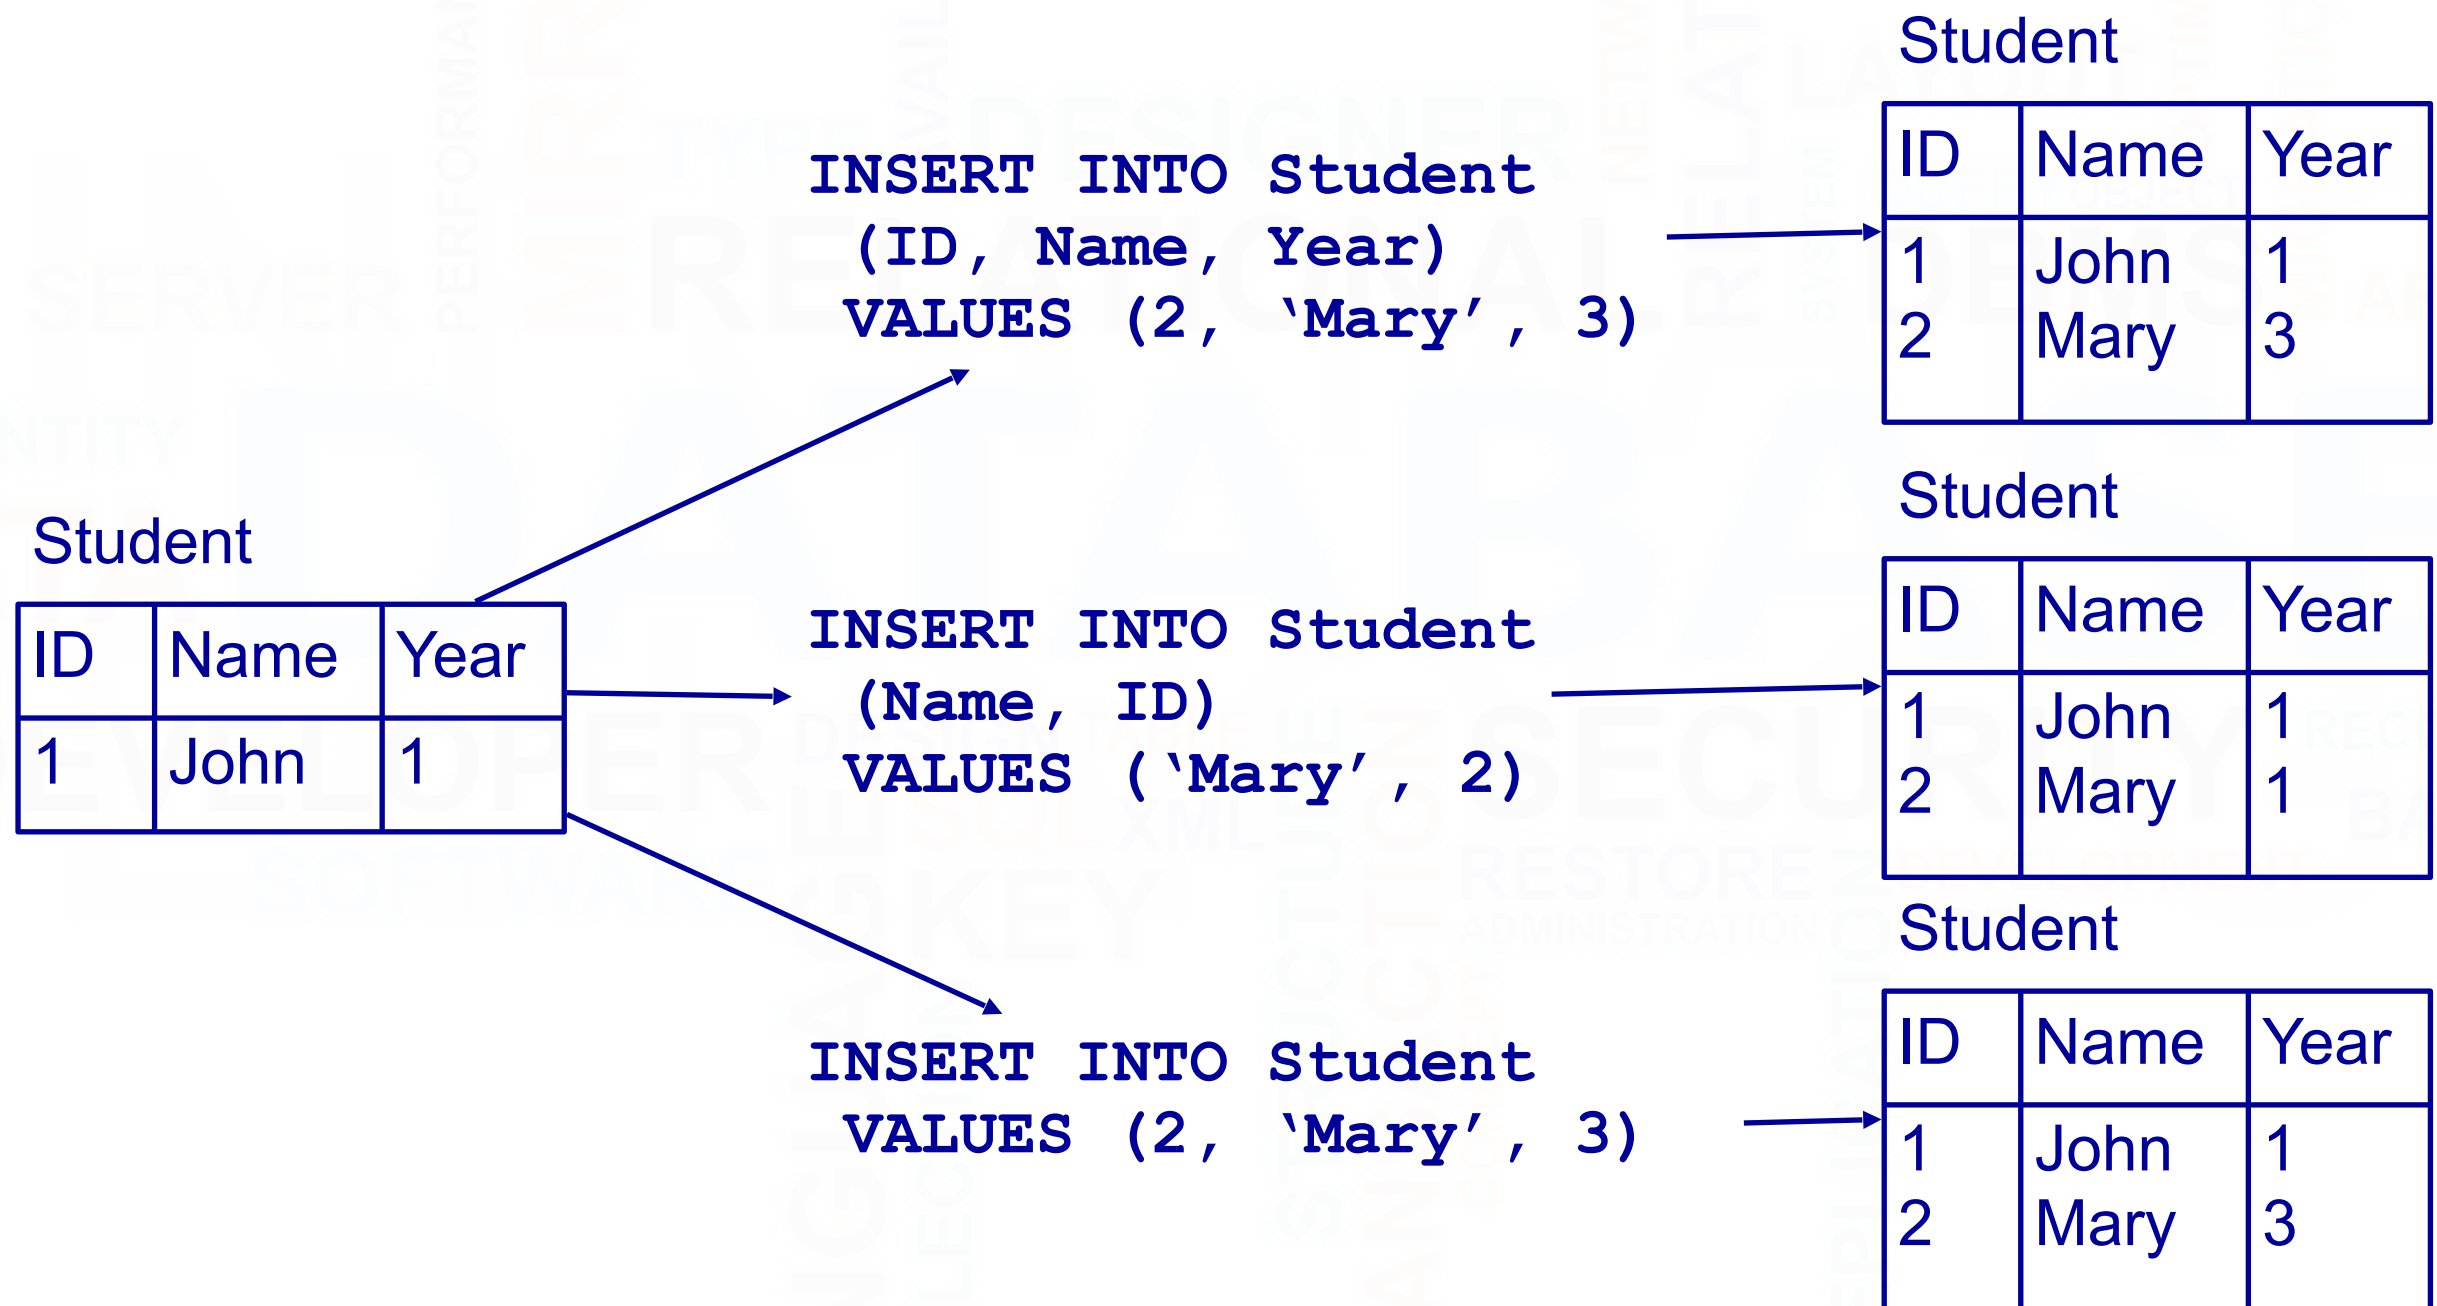 Student
ID Name Year
1 John 1
INSERT INTO Student
(ID, Name, Year)
VALUES (2, ‘Mary’, 3)
Student
ID Name Year
1 John 1
2 Mary 3
INSERT INTO Student
(Name, ID)
VALUES (‘Mary’, 2)
Student
ID Name Year
1 John 1
2 Mary 1
INSERT INTO Student
VALUES (2, ‘Mary’, 3)
Student
ID Name Year
1 John 1
2 Mary 3